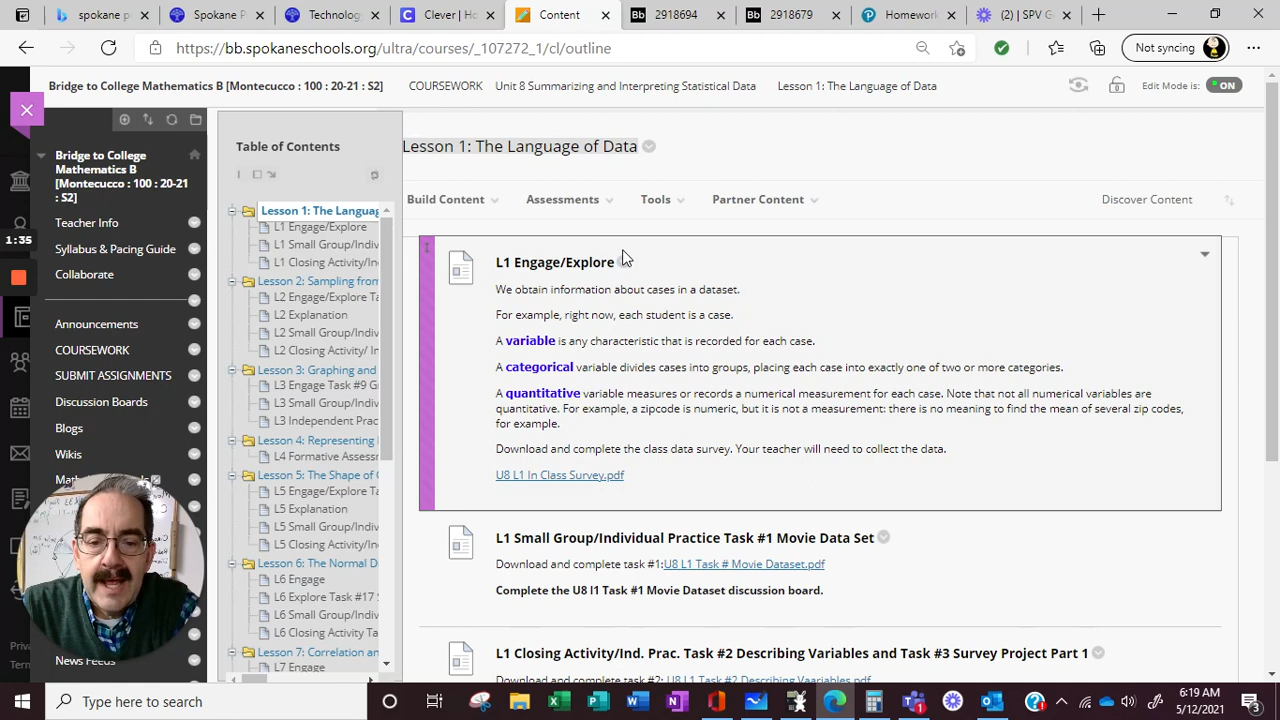 spokane p
Spokane P
Technolog
Clever | Ho
Content
2918694
2918679
Homework
(2) | SPV G
https://bb.spokaneschools.org/ultra/courses/_107272_1/cl/outline
Not syncing
Bridge to College Mathematics B [Montecucco : 100 : 20-21 : S2]
COURSEWORK
Unit 8 Summarizing and Interpreting Statistical Data
Lesson 1: The Language of Data
Edit Mode is:
ON
1:35
Bridge to College
Mathematics B
[Montecucco : 100 : 20-21
: S2]
Teacher Info
Syllabus & Pacing Guide
Collaborate
Announcements
COURSEWORK
SUBMIT ASSIGNMENTS
Discussion Boards
Blogs
Wikis
News Feeds
Priva
Term
Table of Contents
Lesson 1: The Languag
L1 Engage/Explore
L1 Small Group/Indiv
L1 Closing Activity/In
Lesson 2: Sampling from
L2 Engage/Explore Ta
L2 Explanation
L2 Small Group/Indiv
L2 Closing Activity/ In
Lesson 3: Graphing and
L3 Engage Task #9 G
L3 Small Group/Indiv
L3 Independent Prac
Lesson 4: Representing
L4 Formative Assess
Lesson 5: The Shape of
L5 Engage/Explore Ta
L5 Explanation
L5 Small Group/Indiv
L5 Closing Activity/In
Lesson 6: The Normal D
L6 Engage
L6 Explore Task #17 S
L6 Small Group/Indiv
L6 Closing Activity Ta
Lesson 7: Correlation an
L7 Engage
Lesson 1: The Language of Data
Build Content
Assessments
Tools
Partner Content
Discover Content
L1 Engage/Explore
We obtain information about cases in a dataset.
For example, right now, each student is a case.
A variable is any characteristic that is recorded for each case.
A categorical variable divides cases into groups, placing each case into exactly one of two or more categories.
A quantitative variable measures or records a numerical measurement for each case. Note that not all numerical variables are
quantitative. For example, a zipcode is numeric, but it is not a measurement: there is no meaning to find the mean of several zip codes,
for example.
Download and complete the class data survey. Your teacher will need to collect the data.
U8 L1 In Class Survey.pdf
L1 Small Group/Individual Practice Task #1 Movie Data Set
Download and complete task #1:U8 L1 Task # Movie Dataset.pdf
Complete the U8 l1 Task #1 Movie Dataset discussion board.
L1 Closing Activity/Ind. Prac. Task #2 Describing Vaariables and Task #3 Survey Project Part 1
Download and complete task #2: U8 L1 Task #2 Describing Vaariables.pdf
Type here to search
6:19 AM
5/12/2021